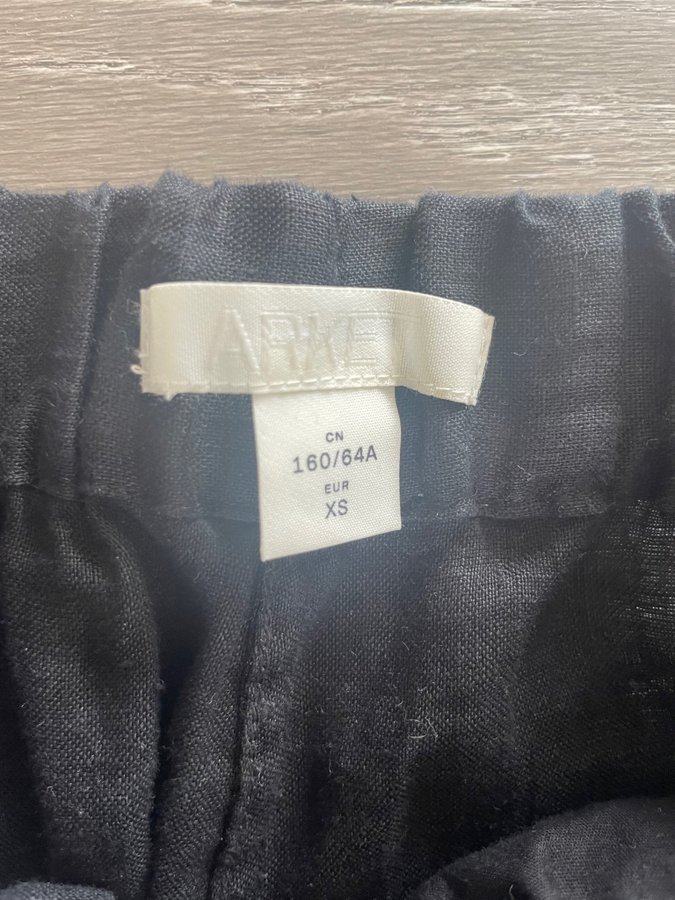 ARKET
CN
160/64A
EUR
XS